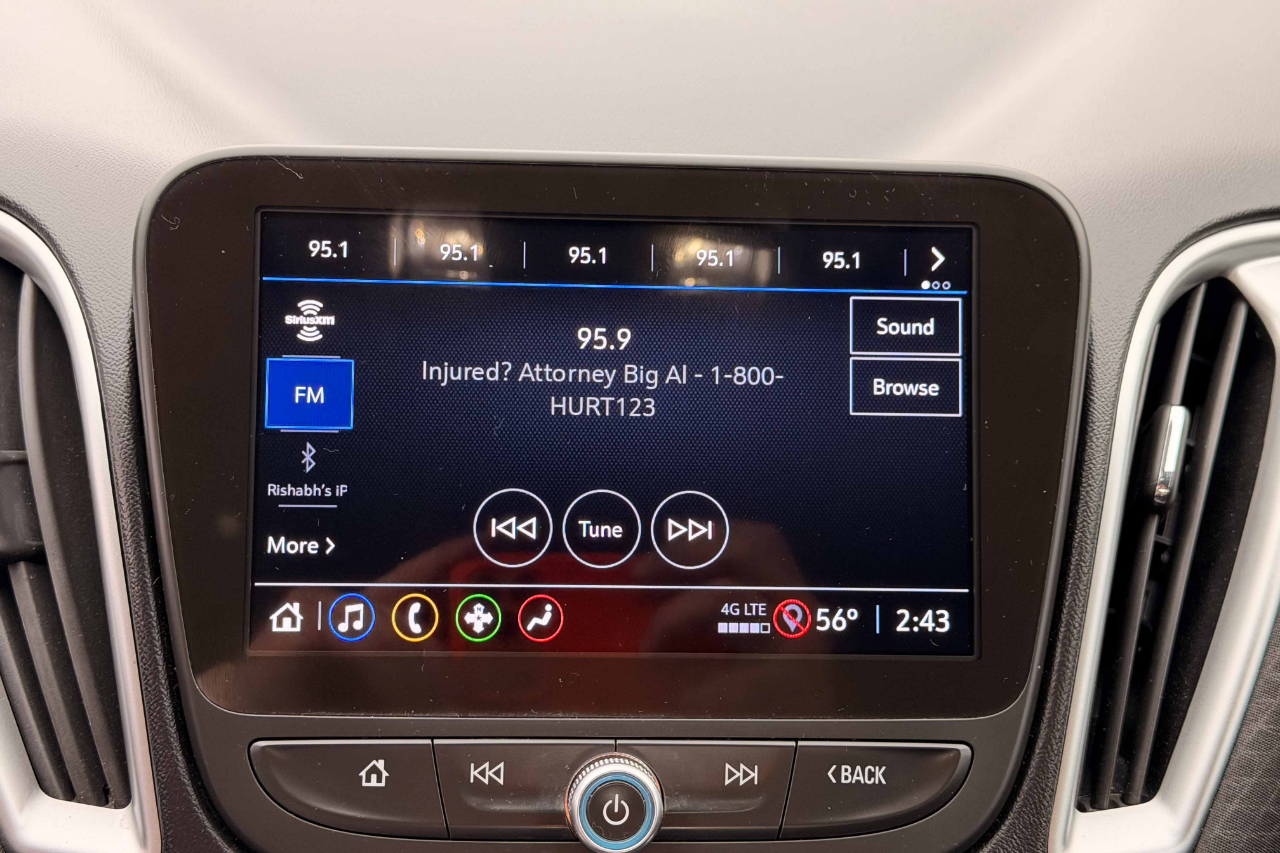 95.1 95.1 95.1 95.1 95.1
SiriusXM
95.9
Sound
Injured? Attorney Big Al - 1-800-
HURT123
FM
Browse
Rishabh's iP
Tune
More
4G LTE
56° 2:43
BACK